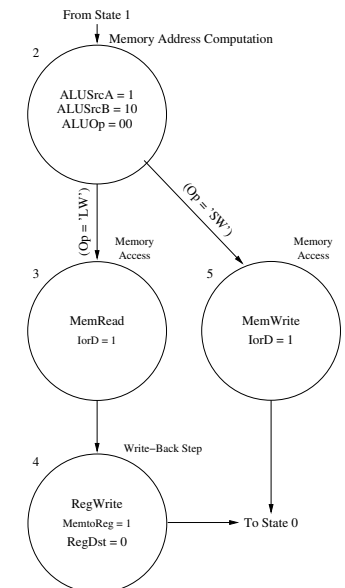 From State 1
2
Memory Address Computation
ALUSrcA = 1
ALUSrcB = 10
ALUOp = 00
(Op = 'LW')
(Op = 'SW')
Memory
Access
Memory
Access
3
5
MemRead
IorD = 1
MemWrite
IorD = 1
Write−Back Step
4
RegWrite
MemtoReg = 1
RegDst = 0
To State 0